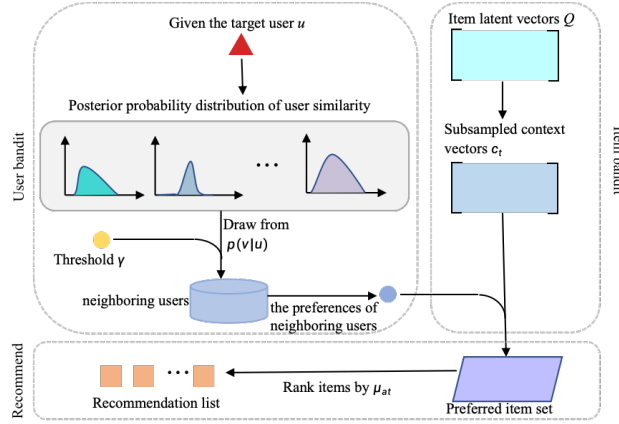 Given the target user u
Posterior probability distribution of user similarity
User bandit
Draw from
p(v|u)
Threshold γ
neighboring users
the preferences of
neighboring users
Item latent vectors Q
Subsampled context
vectors c_t
Item bandit
Recommend
Recommendation list
Rank items by μ_at
Preferred item set